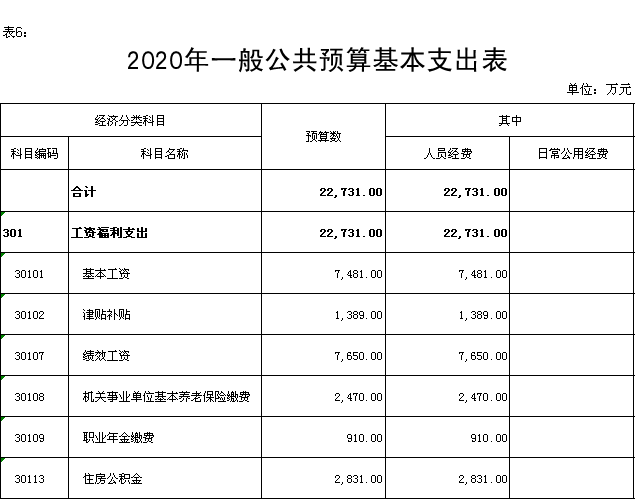 表6:
2020年一般公共预算基本支出表
单位：万元
经济分类科目 预算数 其中
科目编码 科目名称 人员经费 日常公用经费
合计 22,731.00 22,731.00
301 工资福利支出 22,731.00 22,731.00
30101 基本工资 7,481.00 7,481.00
30102 津贴补贴 1,389.00 1,389.00
30107 绩效工资 7,650.00 7,650.00
30108 机关事业单位基本养老保险缴费 2,470.00 2,470.00
30109 职业年金缴费 910.00 910.00
30113 住房公积金 2,831.00 2,831.00